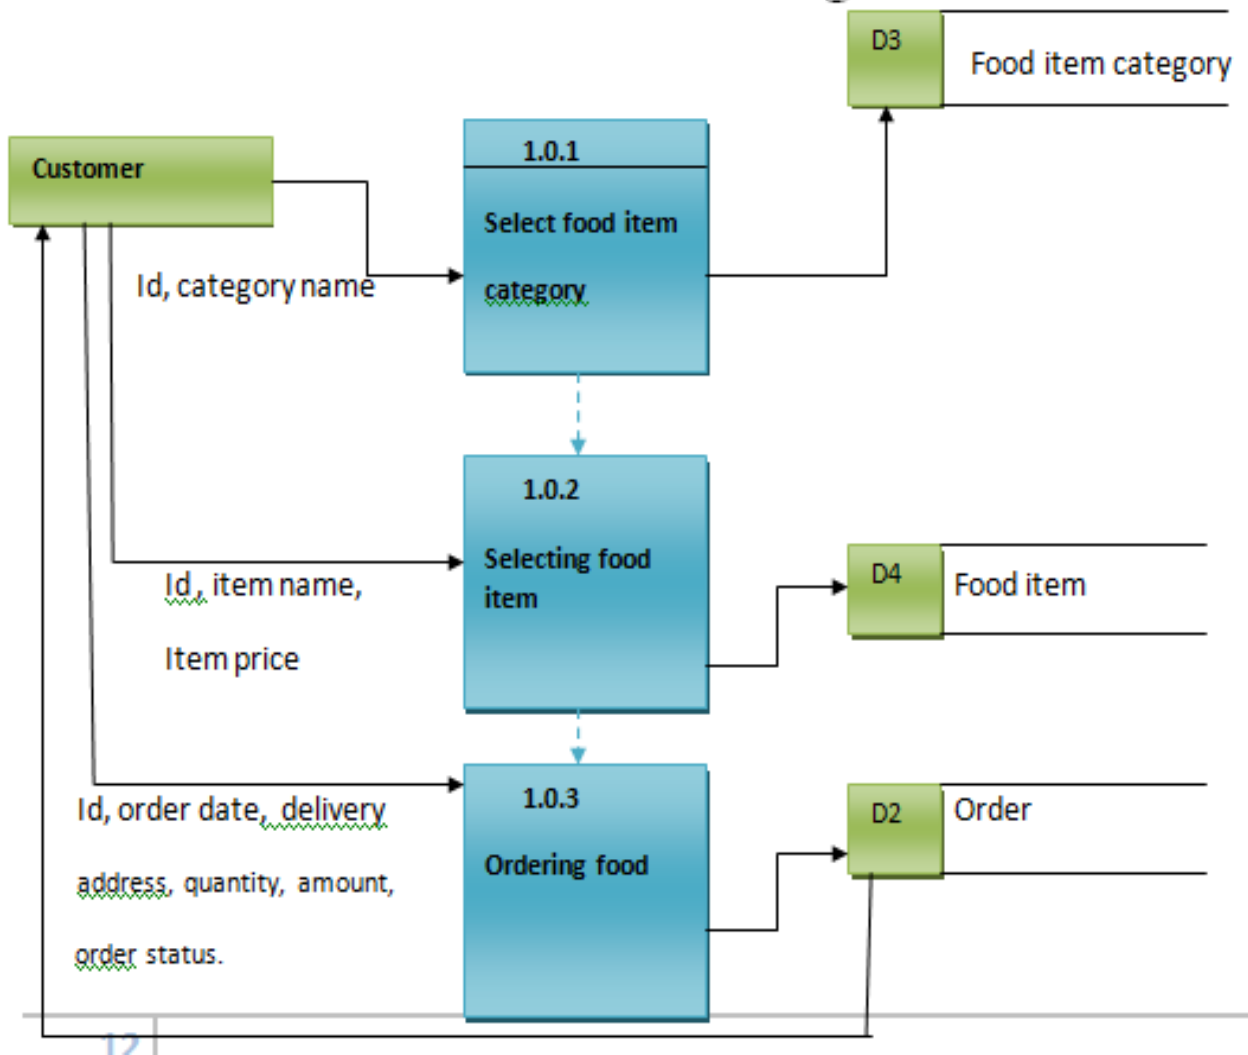 D3
Food item category
Customer
1.0.1
Select food item
category
Id, category name
1.0.2
Selecting food
item
Id , item name,
Item price
D4
Food item
1.0.3
Ordering food
Id, order date, delivery
address, quantity, amount,
order status.
D2
Order
12